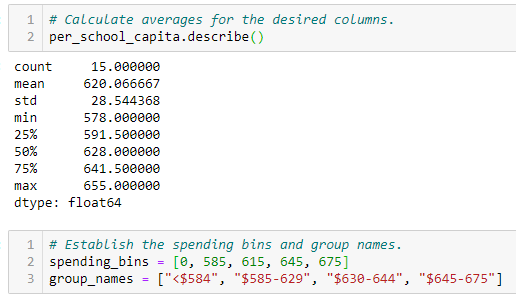 1 # Calculate averages for the desired columns.
2 per_school_capita.describe()
count 15.000000
mean 620.066667
std 28.544368
min 578.000000
25% 591.500000
50% 628.000000
75% 641.500000
max 655.000000
dtype: float64
1 # Establish the spending bins and group names.
2 spending_bins = [0, 585, 615, 645, 675]
3 group_names = ["<$584", "$585-629", "$630-644", "$645-675"]